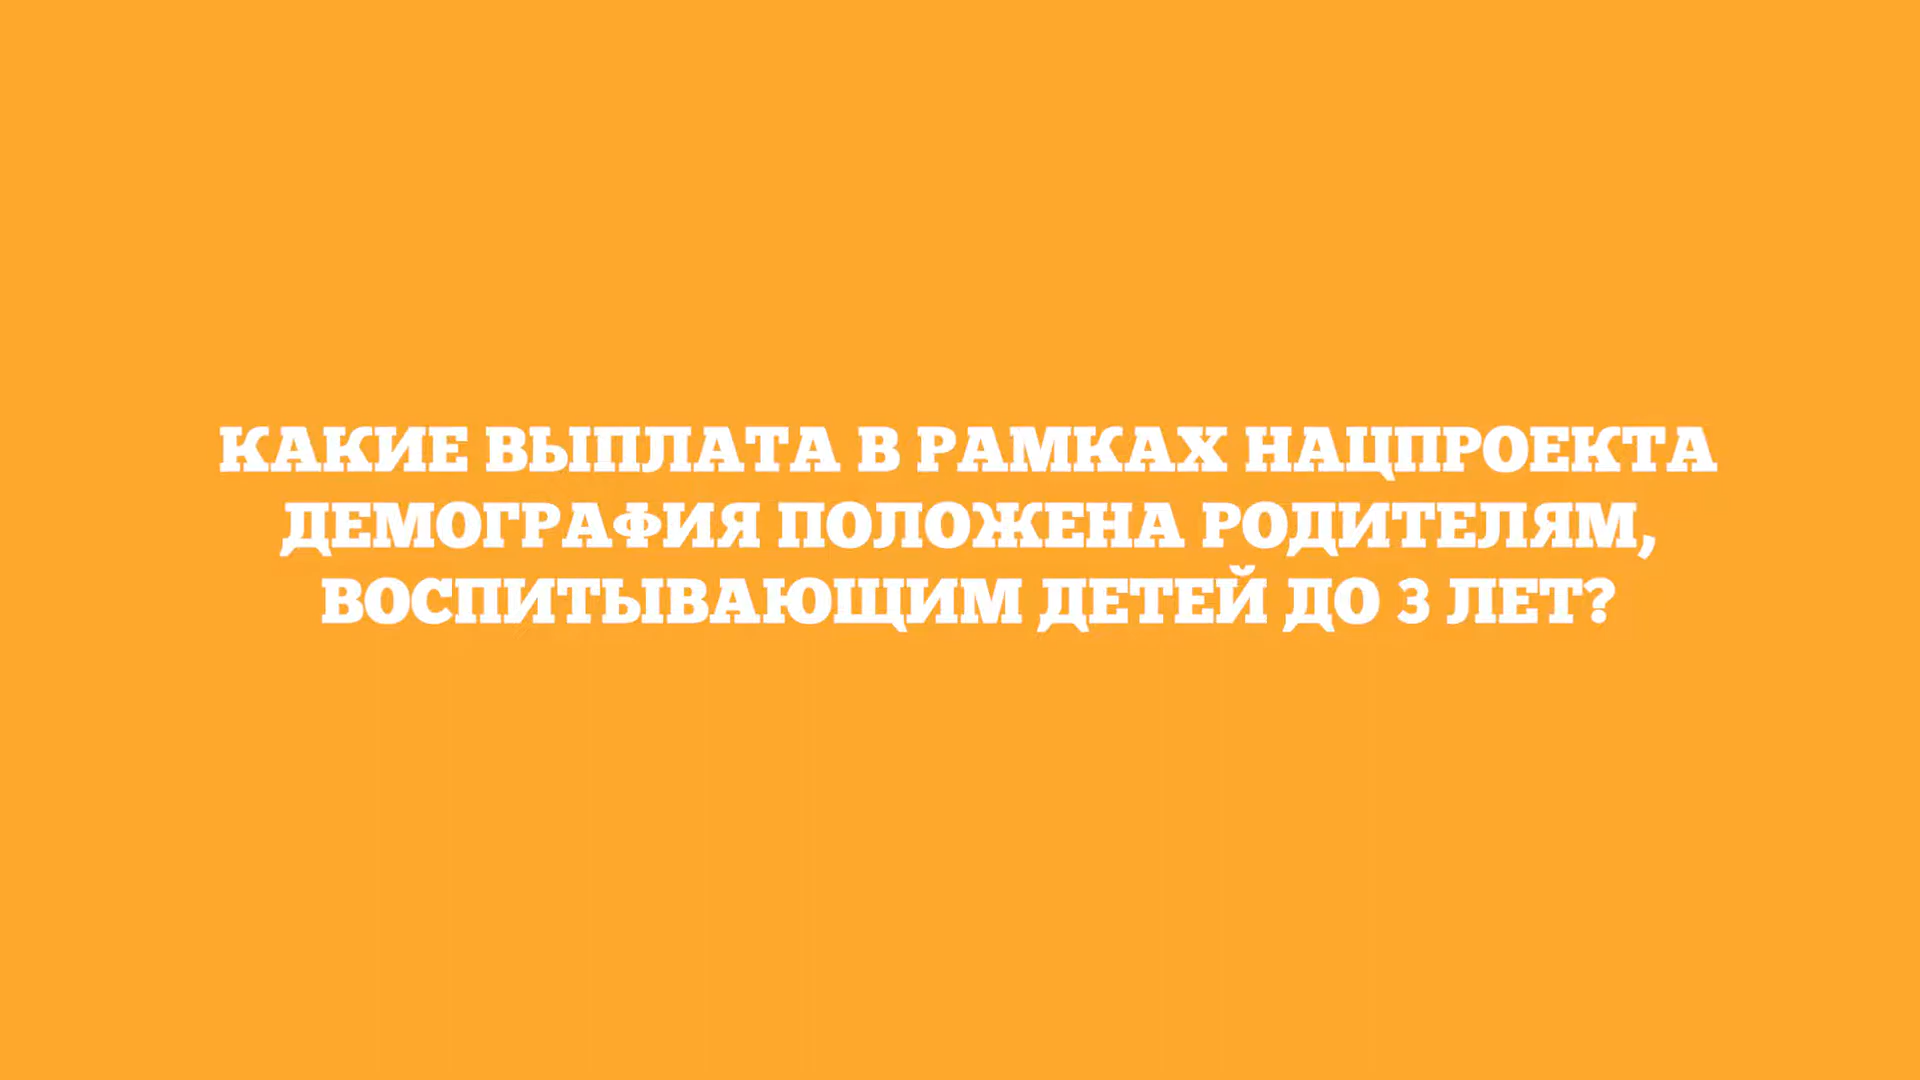 КАКИЕ ВЫПЛАТА В РАМКАХ НАЦПРОЕКТА
ДЕМОГРАФИЯ ПОЛОЖЕНА РОДИТЕЛЯМ,
ВОСПИТЫВАЮЩИМ ДЕТЕЙ ДО 3 ЛЕТ?